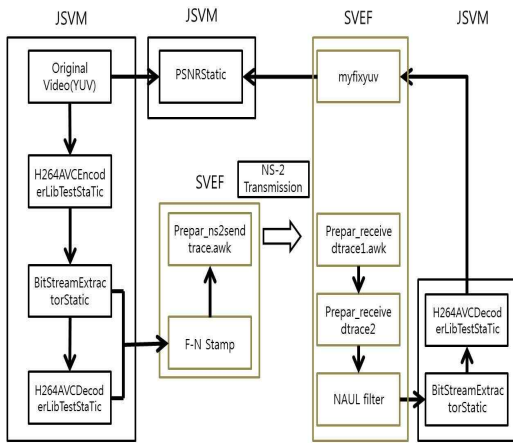 JSVM
JSVM
SVEF
JSVM
Original
Video(YUV)
PSNRStatic
myfixyuv
H264AVCEncod
erLibTestStaTic
SVEF
NS-2
Transmission
Prepar_ns2send
trace.awk
Prepar_receive
dtrace1.awk
BitStreamExtrac
torStatic
Prepar_receive
dtrace2
H264AVCDecod
erLibTestStaTic
F-N Stamp
H264AVCDecod
erLibTestStaTic
NAUL filter
BitStreamExtrac
torStatic